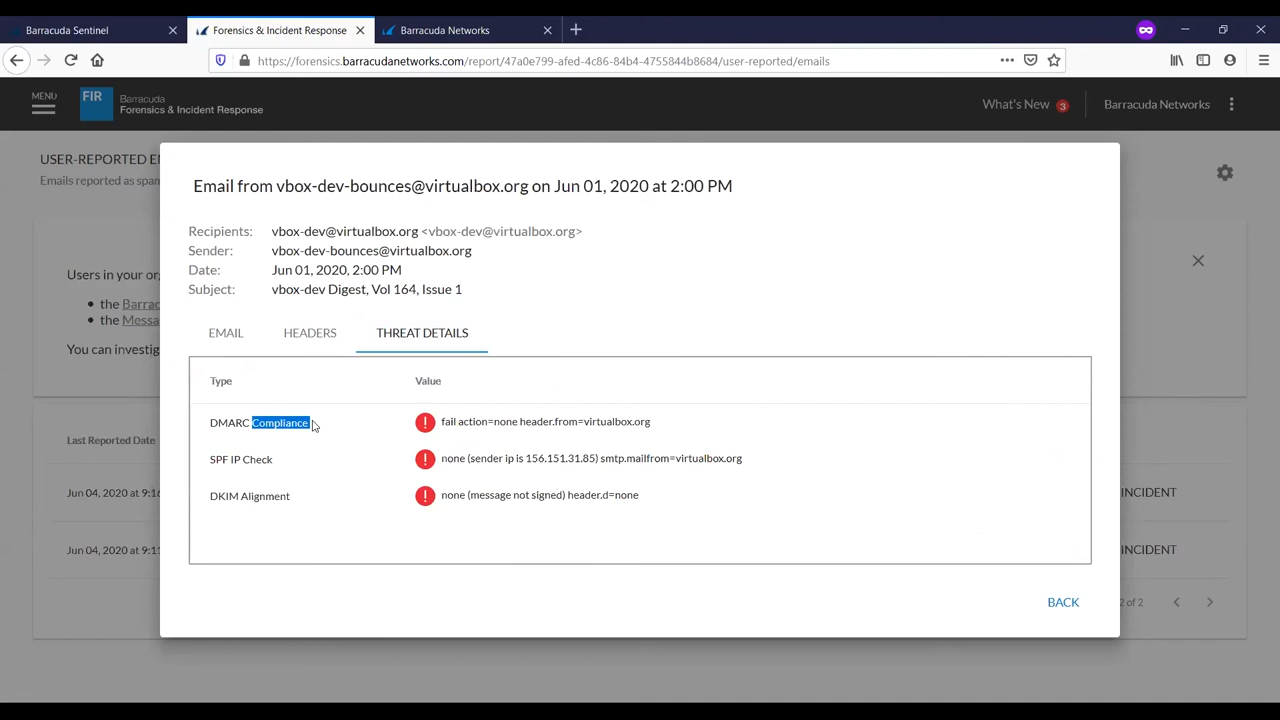 Barracuda Sentinel
Forensics & Incident Response
Barracuda Networks
https://forensics.barracudanetworks.com/report/47a0e799-afed-4c86-84b4-4755844b8684/user-reported/emails
MENU
FIR
Barracuda
Forensics & Incident Response
What's New 3
Barracuda Networks
USER-REPORTED E
Emails reported as spam
Users in your or
the Barrac
the Messa
You can investig
Last Reported Date
Jun 04, 2020 at 9:16
INCIDENT
Jun 04, 2020 at 9:11
INCIDENT
2 of 2
Email from vbox-dev-bounces@virtualbox.org on Jun 01, 2020 at 2:00 PM
Recipients: vbox-dev@virtualbox.org <vbox-dev@virtualbox.org>
Sender: vbox-dev-bounces@virtualbox.org
Date: Jun 01, 2020, 2:00 PM
Subject: vbox-dev Digest, Vol 164, Issue 1
EMAIL HEADERS THREAT DETAILS
Type Value
DMARC Compliance fail action=none header.from=virtualbox.org
SPF IP Check none (sender ip is 156.151.31.85) smtp.mailfrom=virtualbox.org
DKIM Alignment none (message not signed) header.d=none
BACK